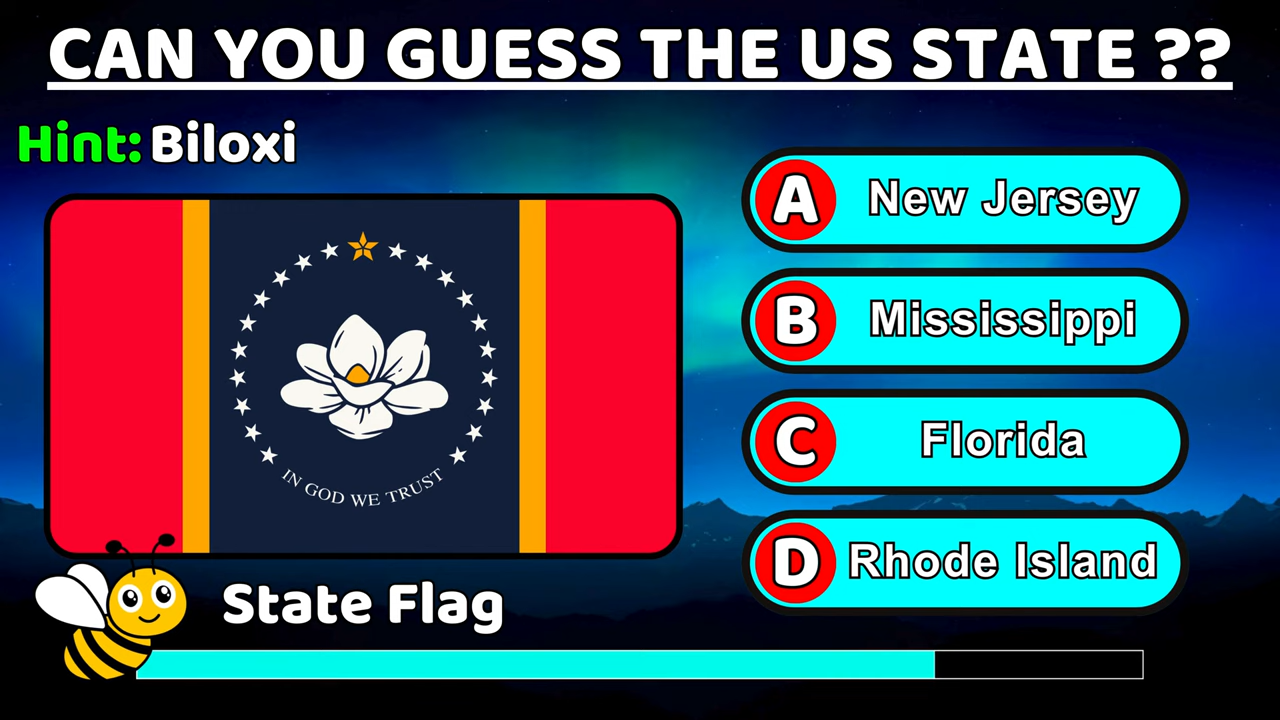 CAN YOU GUESS THE US STATE ??
Hint: Biloxi
IN GOD WE TRUST
State Flag
A New Jersey
B Mississippi
C Florida
D Rhode Island